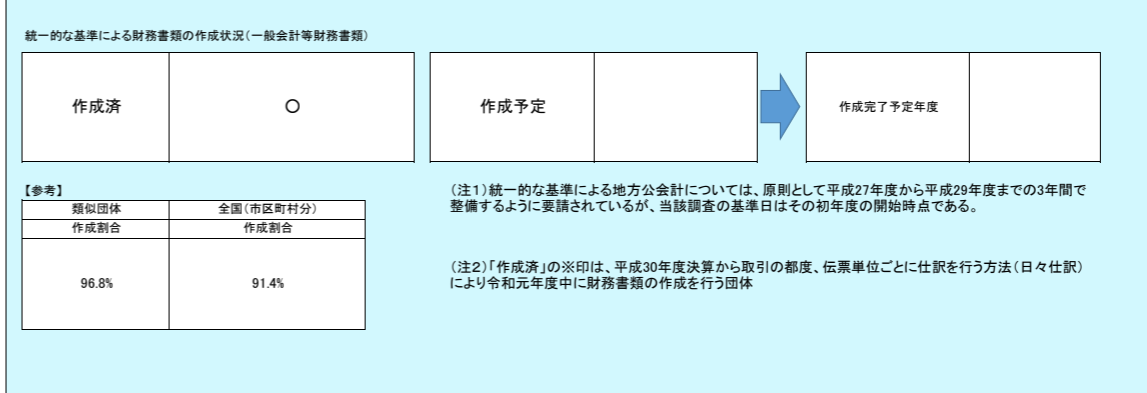 統一的な基準による財務書類の作成状況(一般会計等財務書類)
作成済
○
作成予定
作成完了予定年度
【参考】
類似団体
全国(市区町村分)
作成割合
作成割合
96.8%
91.4%
(注1)統一的な基準による地方公会計については、原則として平成27年度から平成29年度までの3年間で
整備するように要請されているが、当該調査の基準日はその初年度の開始時点である。
(注2)「作成済」の※印は、平成30年度決算から取引の都度、伝票単位ごとに仕訳を行う方法(日々仕訳)
により令和元年度中に財務書類の作成を行う団体